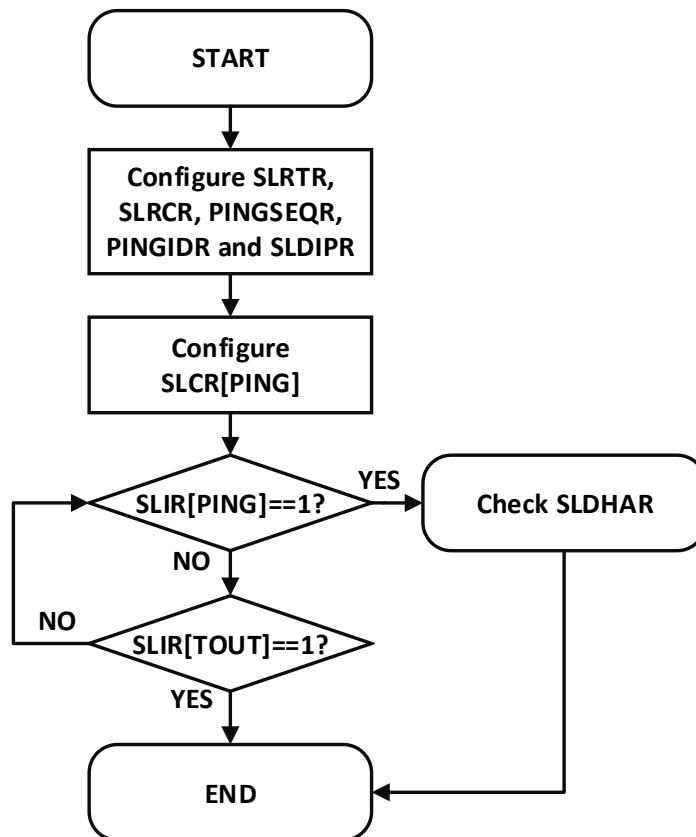 START
Configure SLRTR,
SLRCR, PINGSEQR,
PINGIDR and SLDIPR
Configure
SLCR[PING]
SLIR[PING]==1?
YES
Check SLDHAR
NO
NO
SLIR[TOUT]==1?
YES
END